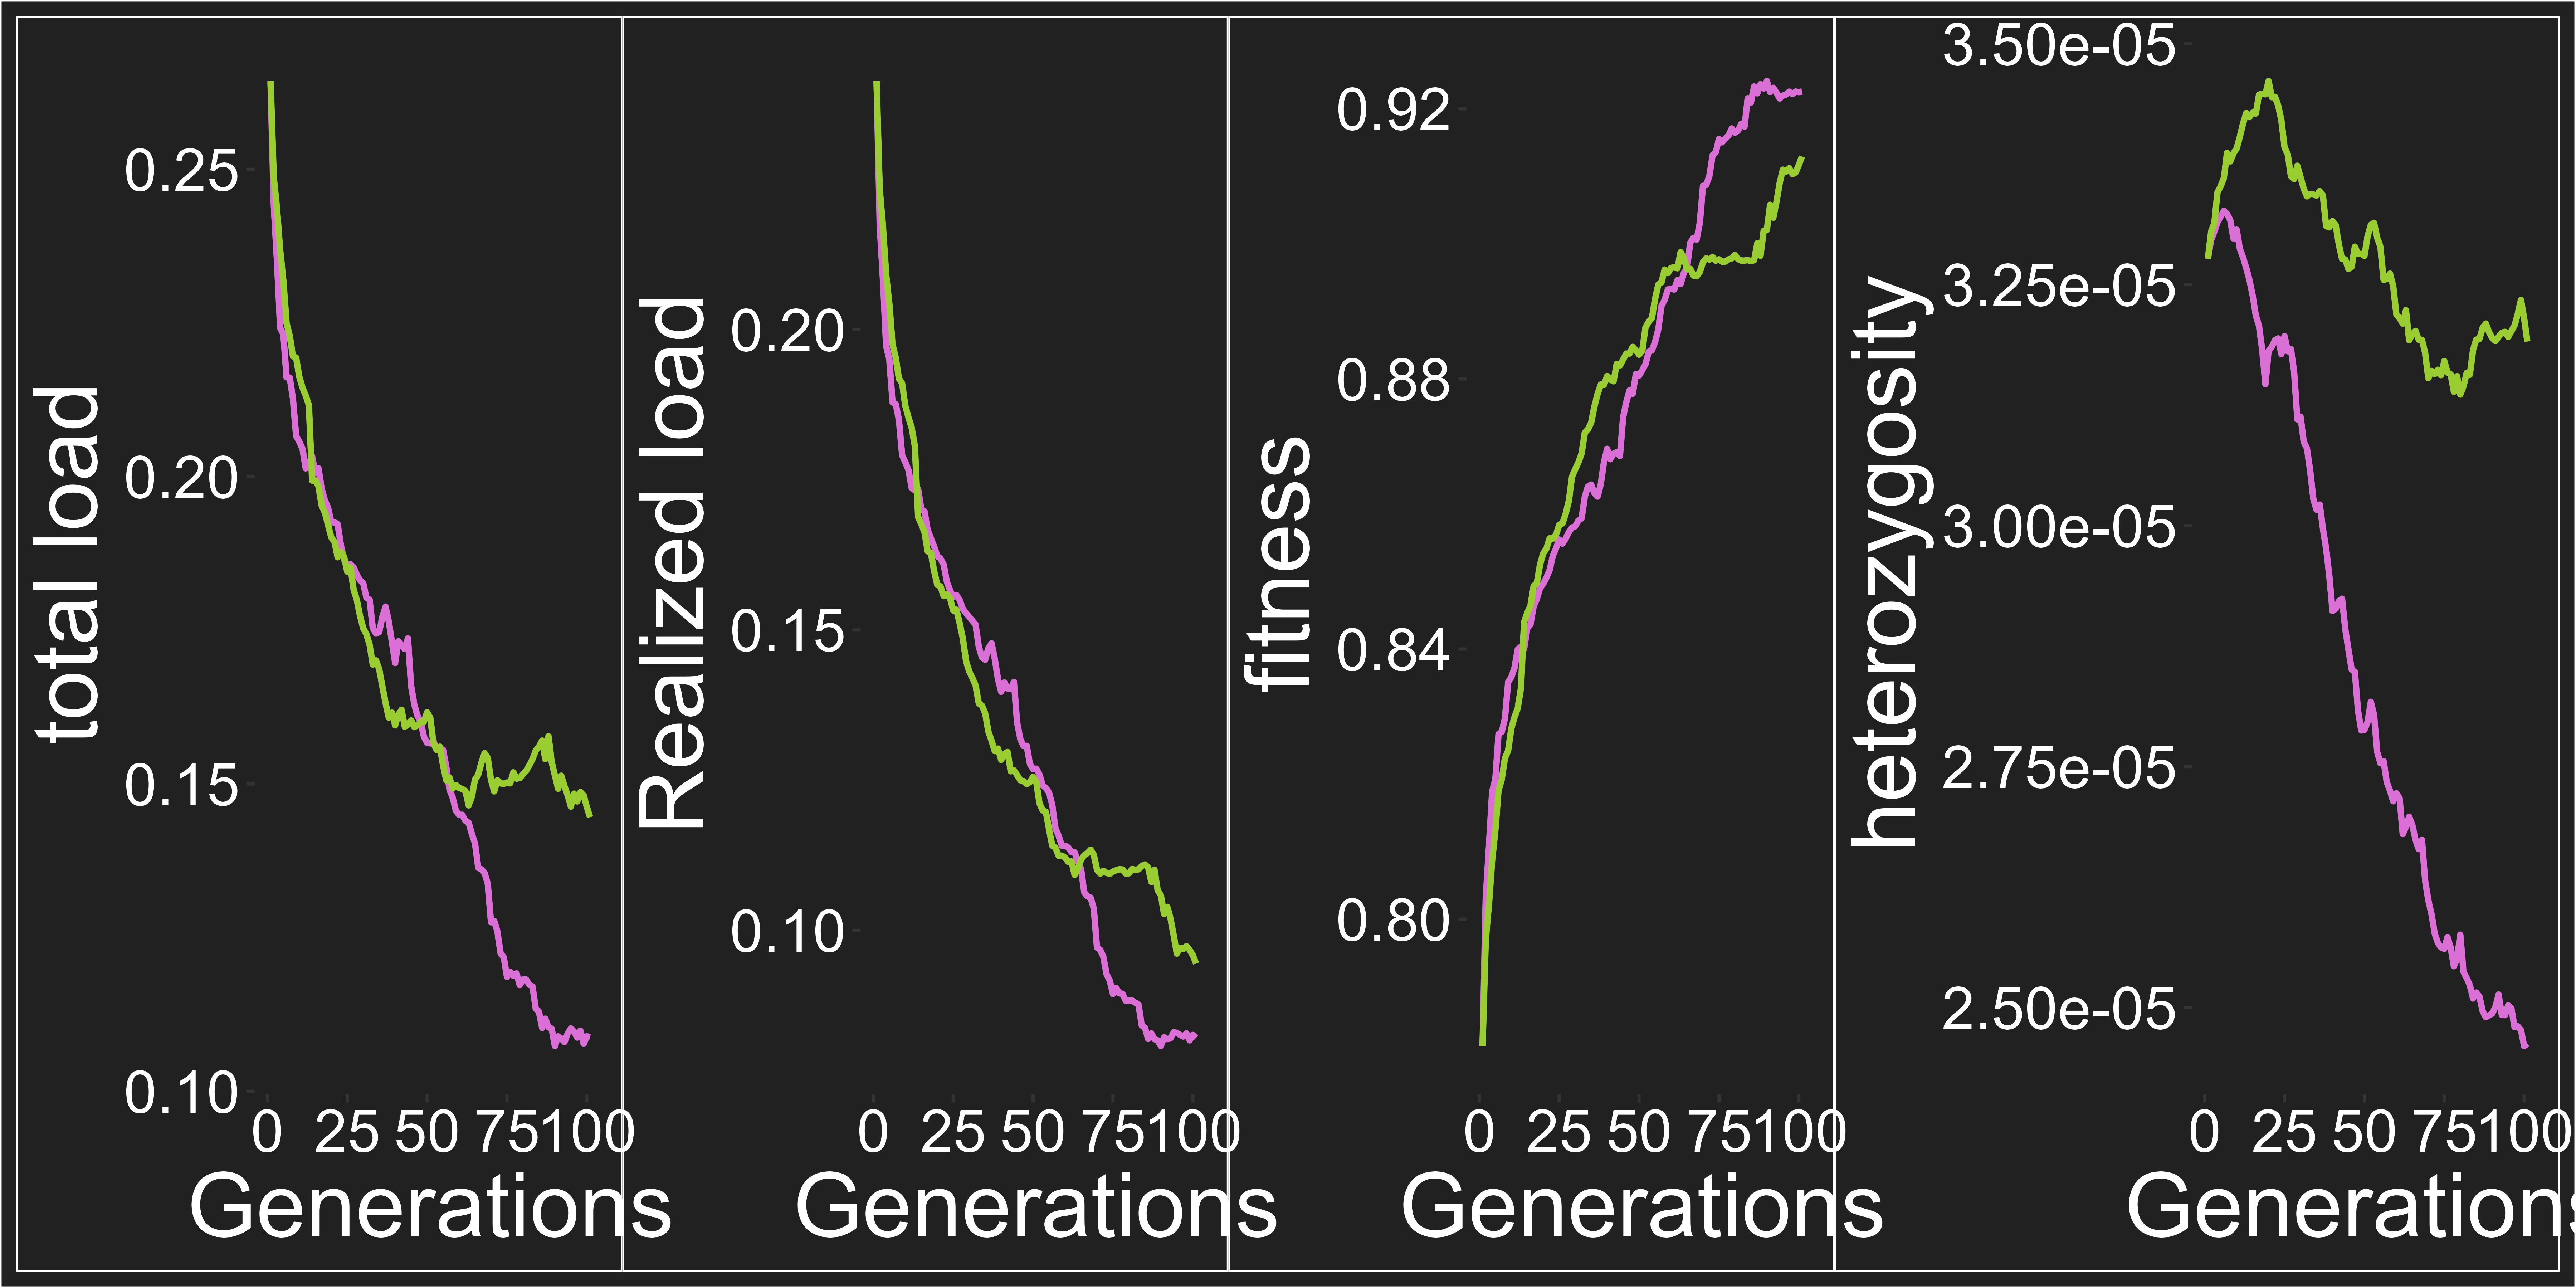 total load
0.25
0.20
0.15
0.10
0 25 50 75 100
Generations
Realized load
0.20
0.15
0.10
0 25 50 75 100
Generations
fitness
0.92
0.88
0.84
0.80
0 25 50 75 100
Generations
heterozygosity
3.50e-05
3.25e-05
3.00e-05
2.75e-05
2.50e-05
0 25 50 75 100
Generations